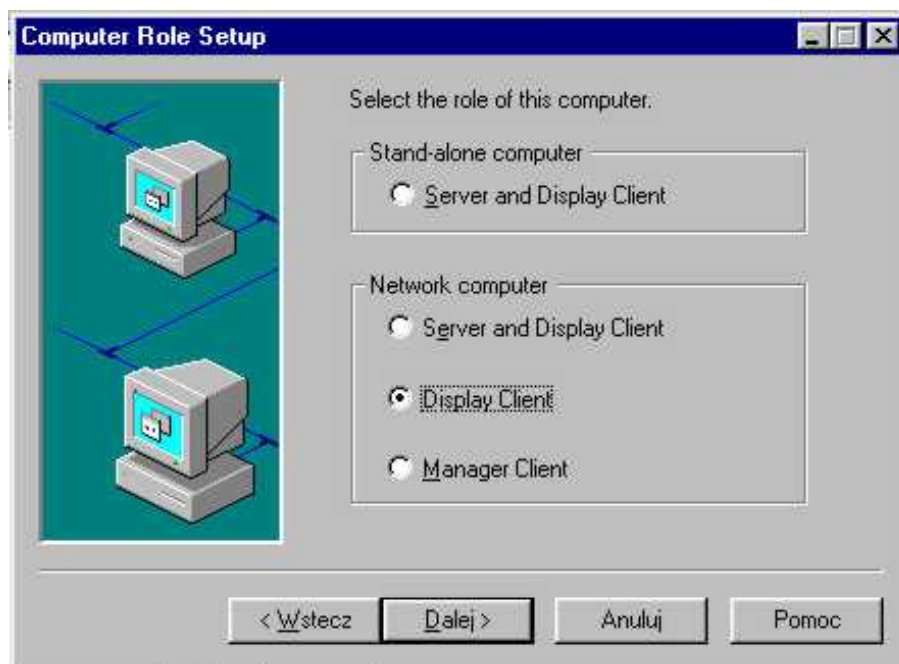 Computer Role Setup
Select the role of this computer.
Stand-alone computer
Server and Display Client
Network computer
Server and Display Client
Display Client
Manager Client
< Wstecz
Dalej >
Anuluj
Pomoc